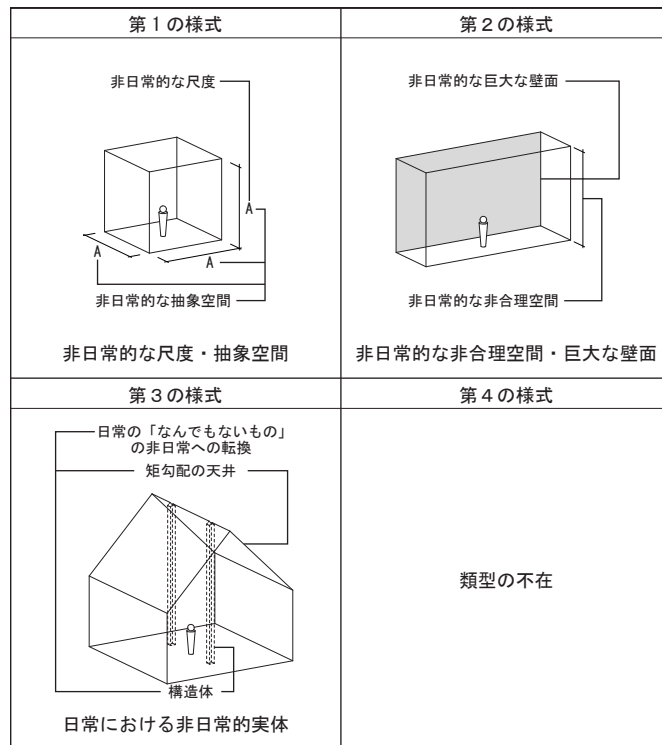 第１の様式
非日常的な尺度
A
A
A
非日常的な抽象空間
非日常的な尺度・抽象空間
第２の様式
非日常的な巨大な壁面
非日常的な非合理空間
非日常的な非合理空間・巨大な壁面
第３の様式
日常の「なんでもないもの」
の非日常への転換
矩勾配の天井
構造体
日常における非日常的実体
第４の様式
類型の不在